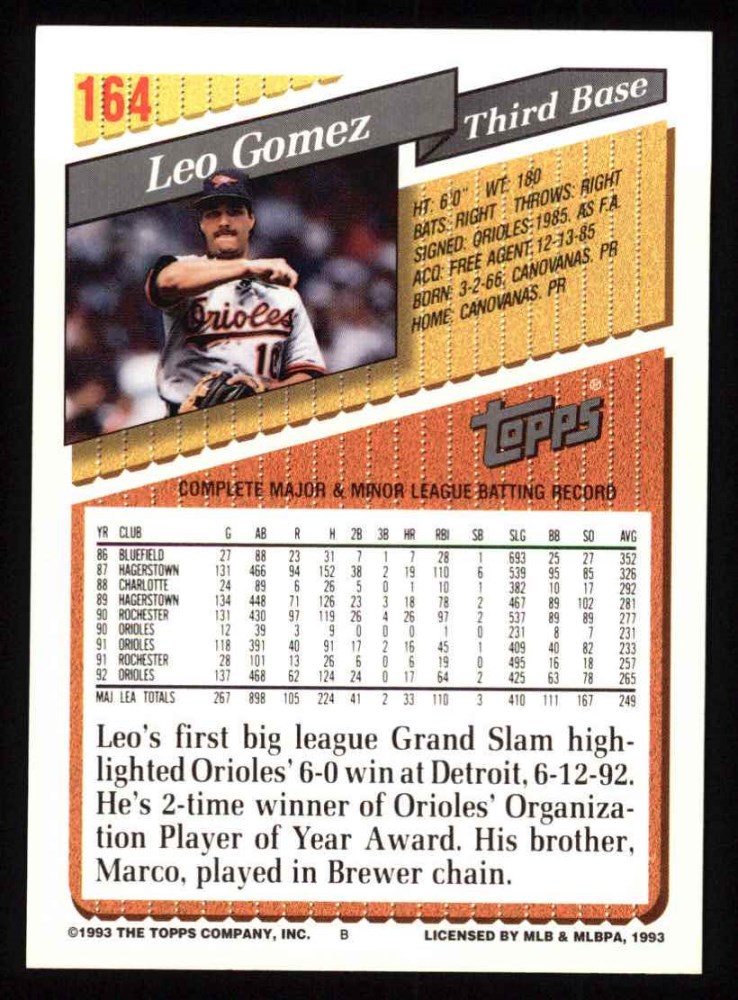 164
Leo Gomez
Third Base
HT: 6'0" WT: 180
BATS: RIGHT THROWS: RIGHT
SIGNED: ORIOLES 1985, AS F.A.
ACQ: FREE AGENT, 12-13-85
BORN: 3-2-66, CANOVANAS, PR
HOME: CANOVANAS, PR
Orioles
10
topps®
COMPLETE MAJOR & MINOR LEAGUE BATTING RECORD
YR CLUB G AB R H 2B 3B HR RBI SB SLG BB SO AVG
86 BLUEFIELD 27 88 23 31 7 1 7 28 1 693 25 27 352
87 HAGERSTOWN 131 466 94 152 38 2 19 110 6 539 95 85 326
88 CHARLOTTE 24 89 6 26 5 0 1 10 1 382 10 17 292
89 HAGERSTOWN 134 448 71 126 23 3 18 78 2 467 89 102 281
90 ROCHESTER 131 430 97 119 26 4 26 97 2 537 89 89 277
90 ORIOLES 12 39 3 9 0 0 0 1 0 231 8 7 231
91 ORIOLES 118 391 40 91 17 2 16 45 1 409 40 82 233
91 ROCHESTER 28 101 13 26 6 0 6 19 0 495 16 18 257
92 ORIOLES 137 468 62 124 24 0 17 64 2 425 63 78 265
MAJ LEA TOTALS 267 898 105 224 41 2 33 110 3 410 111 167 249
Leo's first big league Grand Slam high-
lighted Orioles' 6-0 win at Detroit, 6-12-92.
He's 2-time winner of Orioles' Organiza-
tion Player of Year Award. His brother,
Marco, played in Brewer chain.
©1993 THE TOPPS COMPANY, INC. B LICENSED BY MLB & MLBPA, 1993